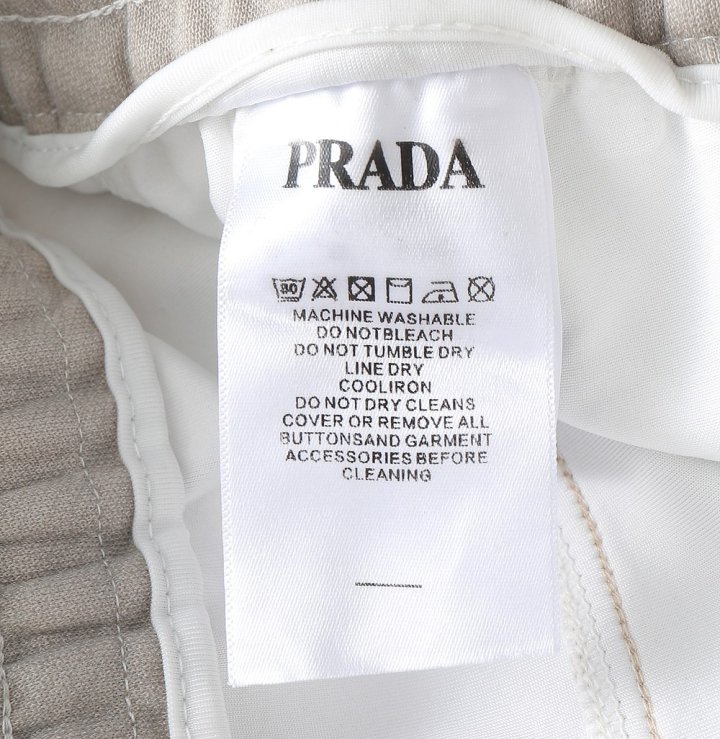 PRADA
30
MACHINE WASHABLE
DO NOTBLEACH
DO NOT TUMBLE DRY
LINE DRY
COOLIRON
DO NOT DRY CLEANS
COVER OR REMOVE ALL
BUTTONSAND GARMENT
ACCESSORIES BEFORE
CLEANING